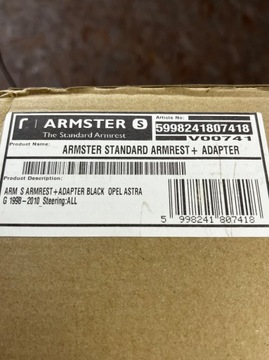 ARMSTER S
The Standard Armrest
Article No:
5998241807418
V00741
Product Name:
ARMSTER STANDARD ARMREST+ ADAPTER
Product Description:
ARM S ARMREST+ADAPTER BLACK OPEL ASTRA
G 1998-2010 Steering:ALL
5 998241 807418